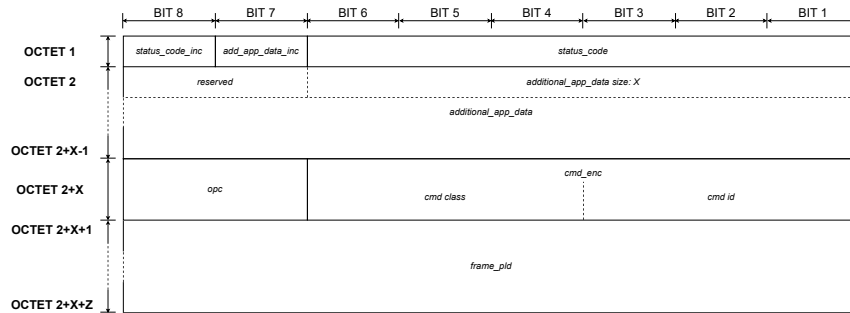 BIT 8 BIT 7 BIT 6 BIT 5 BIT 4 BIT 3 BIT 2 BIT 1
OCTET 1 status_code_inc add_app_data_inc status_code
OCTET 2 reserved additional_app_data size: X
additional_app_data
OCTET 2+X-1
cmd_enc
OCTET 2+X opc cmd class cmd id
OCTET 2+X+1
frame_pld
OCTET 2+X+Z